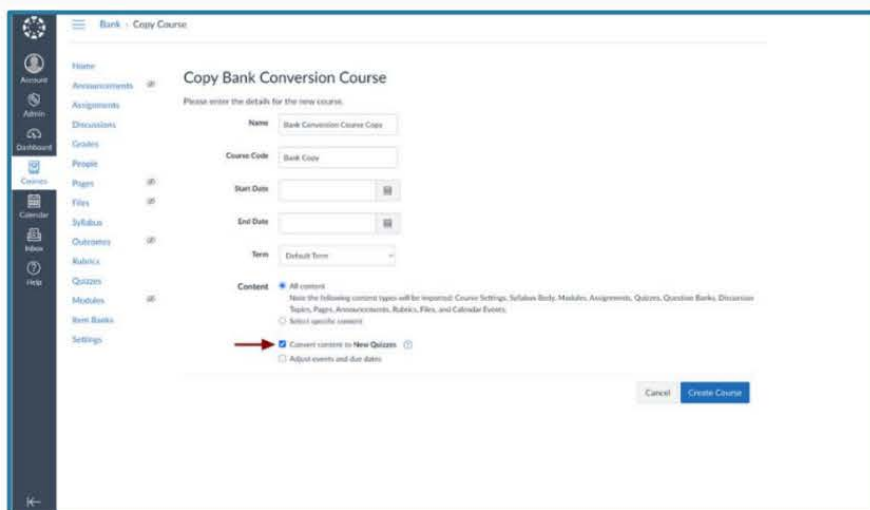 Bank › Copy Course
Account
Admin
Dashboard
Courses
Calendar
Inbox
Help
Home
Announcements
Assignments
Discussions
Grades
People
Pages
Files
Syllabus
Outcomes
Rubrics
Quizzes
Modules
Item Banks
Settings
Copy Bank Conversion Course
Please enter the details for the new course.
Name Bank Conversion Course Copy
Course Code Bank Copy
Start Date
End Date
Term Default Term
Content All content
Note the following content types will be imported: Course Settings, Syllabus Body, Modules, Assignments, Quizzes, Question Banks, Discussion
Topics, Pages, Announcements, Rubrics, Files, and Calendar Events.
Select specific content
Convert content to New Quizzes
Adjust events and due dates
Cancel Create Course